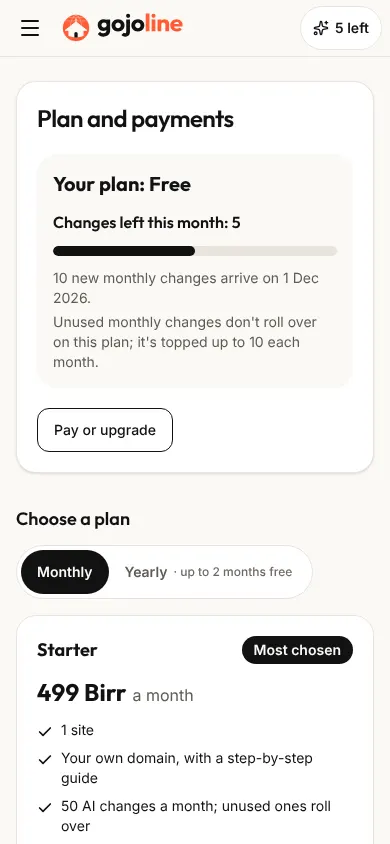 gojoline
5 left
Plan and payments
Your plan: Free
Changes left this month: 5
10 new monthly changes arrive on 1 Dec
2026.
Unused monthly changes don't roll over
on this plan; it's topped up to 10 each
month.
Pay or upgrade
Choose a plan
Monthly
Yearly · up to 2 months free
Starter
Most chosen
499 Birr a month
1 site
Your own domain, with a step-by-step
guide
50 AI changes a month; unused ones roll
over